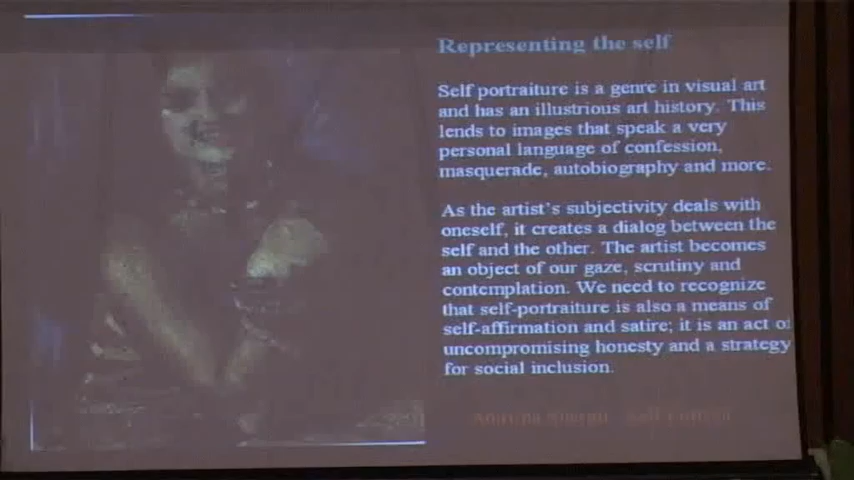 Representing the self
Self portraiture is a genre in visual art
and has an illustrious art history. This
lends to images that speak a very
personal language of confession,
masquerade, autobiography and more.
As the artist's subjectivity deals with
oneself, it creates a dialog between the
self and the other. The artist becomes
an object of our gaze, scrutiny and
contemplation. We need to recognize
that self-portraiture is also a means of
self-affirmation and satire; it is an act of
uncompromising honesty and a strategy
for social inclusion.